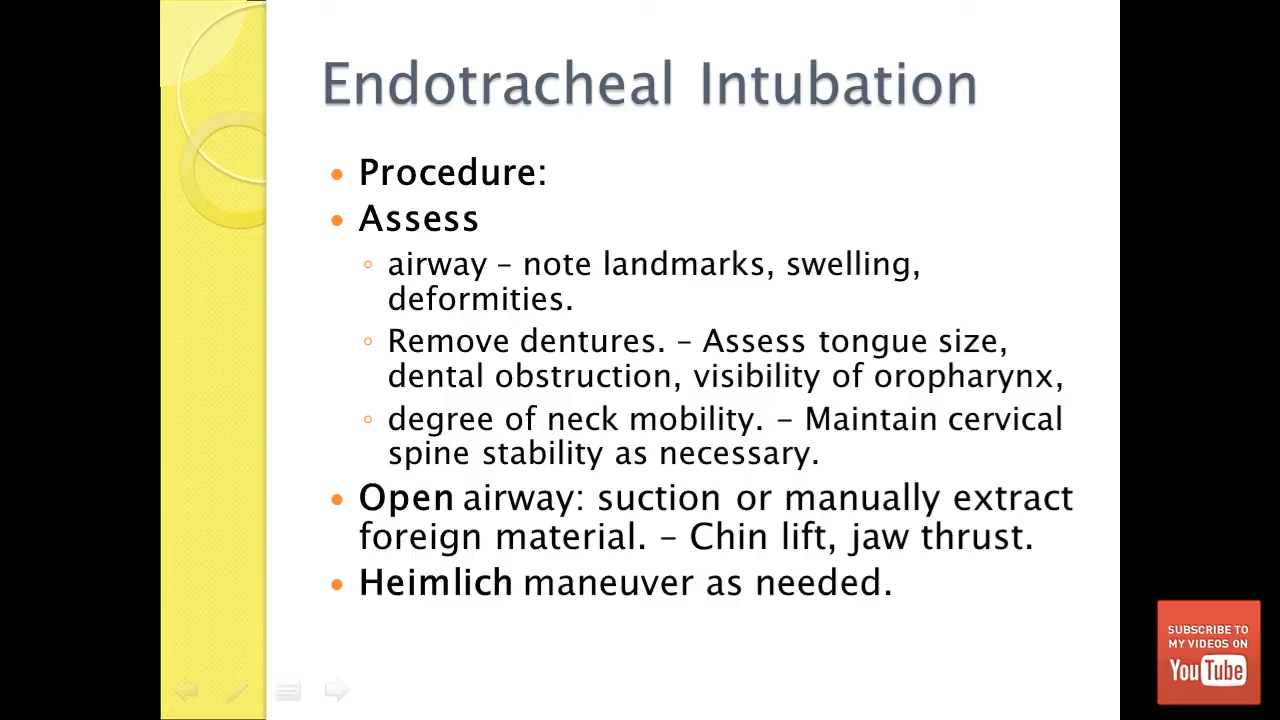 Endotracheal Intubation
• Procedure:
• Assess
◦ airway – note landmarks, swelling,
deformities.
◦ Remove dentures. – Assess tongue size,
dental obstruction, visibility of oropharynx,
◦ degree of neck mobility. – Maintain cervical
spine stability as necessary.
• Open airway: suction or manually extract
foreign material. – Chin lift, jaw thrust.
• Heimlich maneuver as needed.
SUBSCRIBE TO
MY VIDEOS ON
YouTube